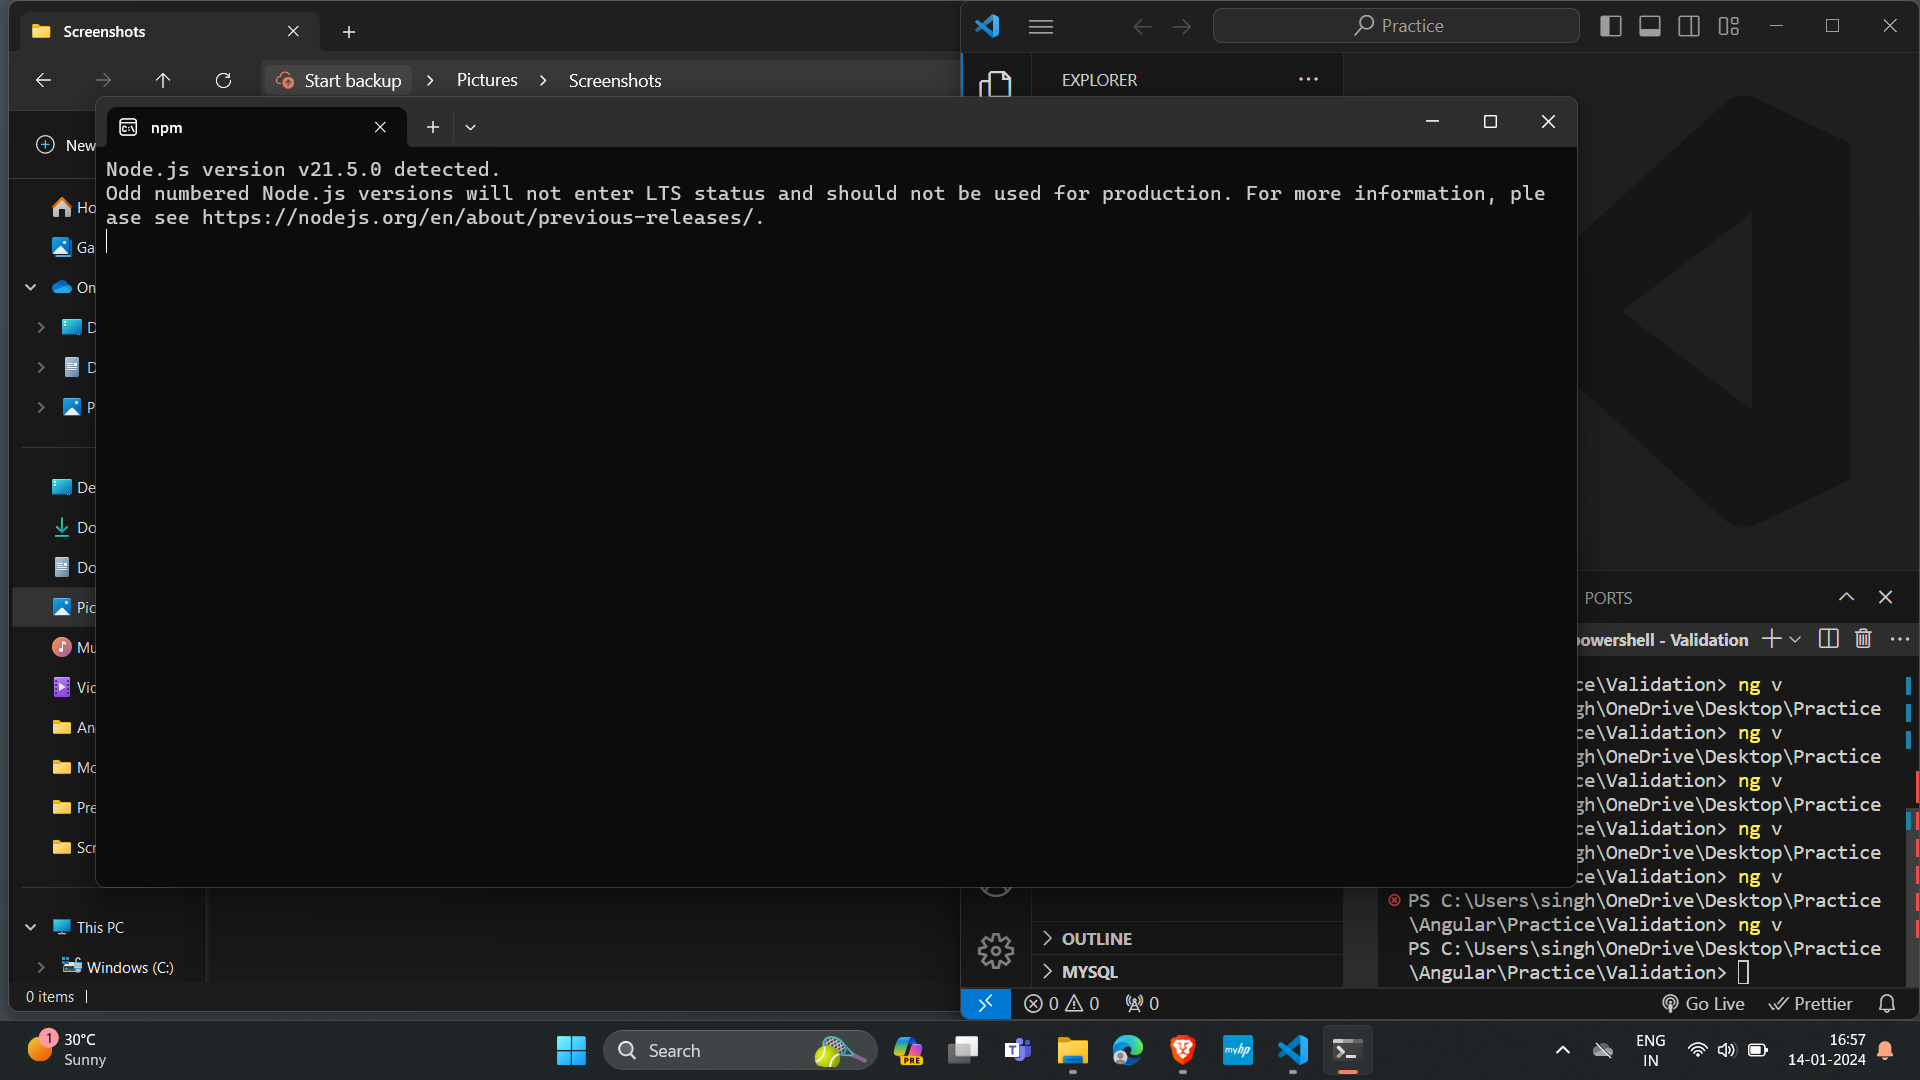 Screenshots
Practice
Start backup
Pictures
Screenshots
EXPLORER
npm
New
Node.js version v21.5.0 detected.
Odd numbered Node.js versions will not enter LTS status and should not be used for production. For more information, ple
ase see https://nodejs.org/en/about/previous-releases/.
Ho
Ga
On
D
D
P
De
Do
Do
Pic
Mu
Vid
An
Mo
Pre
Scr
This PC
Windows (C:)
0 items
PORTS
powershell - Validation
ce\Validation> ng v
gh\OneDrive\Desktop\Practice
ce\Validation> ng v
gh\OneDrive\Desktop\Practice
ce\Validation> ng v
gh\OneDrive\Desktop\Practice
ce\Validation> ng v
gh\OneDrive\Desktop\Practice
ce\Validation> ng v
PS C:\Users\singh\OneDrive\Desktop\Practice
\Angular\Practice\Validation> ng v
PS C:\Users\singh\OneDrive\Desktop\Practice
\Angular\Practice\Validation>
OUTLINE
MYSQL
0 0 0
Go Live
Prettier
1
30°C
Sunny
Search
PRE
myhp
ENG
IN
16:57
14-01-2024